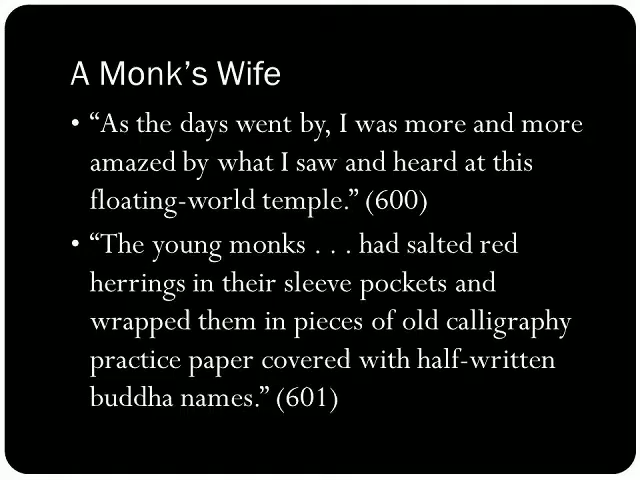 A Monk’s Wife
• “As the days went by, I was more and more
amazed by what I saw and heard at this
floating-world temple.” (600)
• “The young monks . . . had salted red
herrings in their sleeve pockets and
wrapped them in pieces of old calligraphy
practice paper covered with half-written
buddha names.” (601)